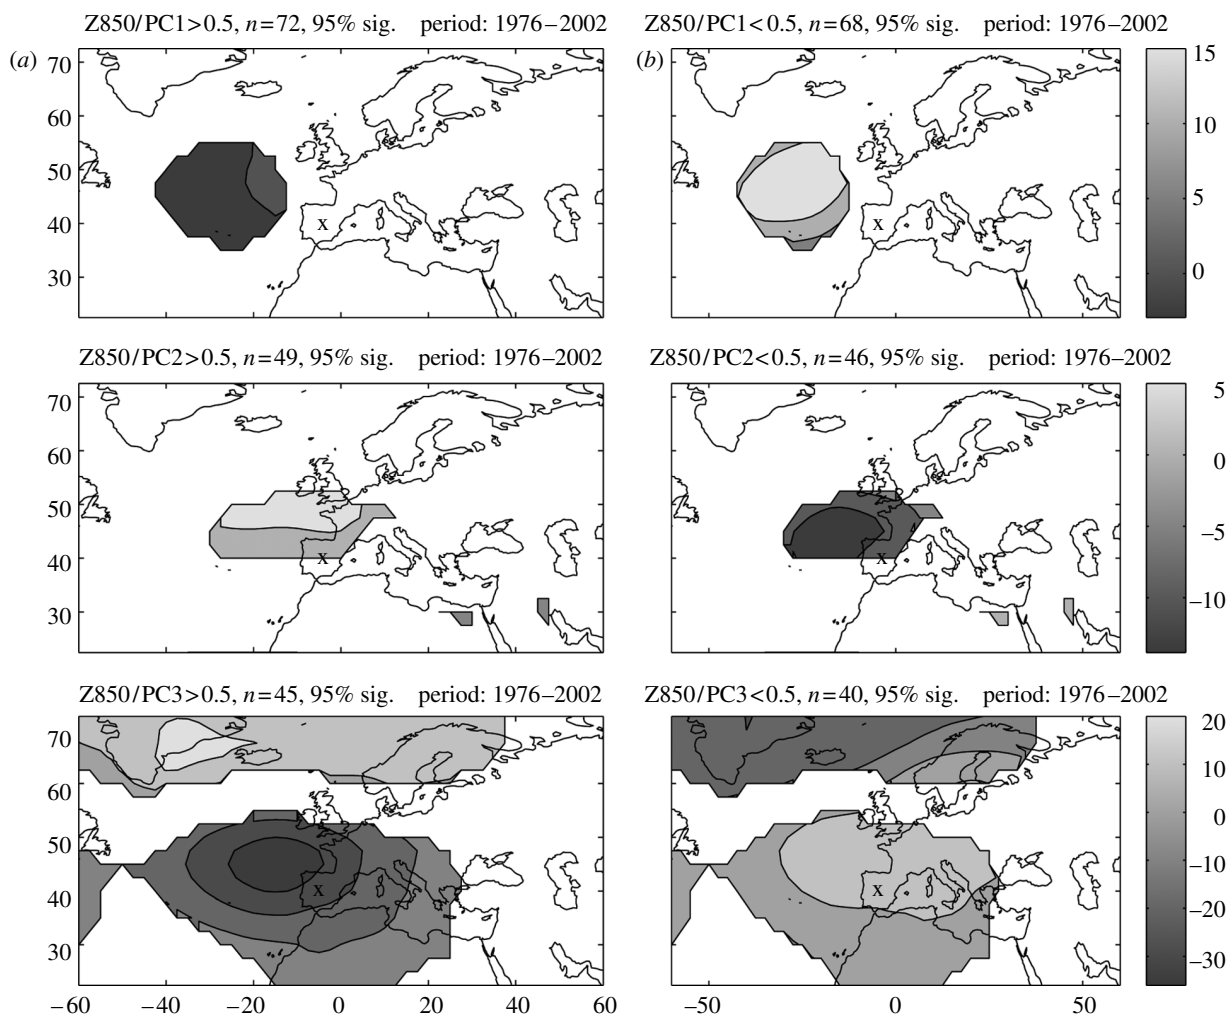 Z850/PC1>0.5, n=72, 95% sig. period: 1976–2002
Z850/PC1<0.5, n=68, 95% sig. period: 1976–2002
(a)
70
60
50
40
30
x
(b)
x
15
10
5
0
Z850/PC2>0.5, n=49, 95% sig. period: 1976–2002
Z850/PC2<0.5, n=46, 95% sig. period: 1976–2002
70
60
50
40
30
x
x
5
0
−5
−10
Z850/PC3>0.5, n=45, 95% sig. period: 1976–2002
Z850/PC3<0.5, n=40, 95% sig. period: 1976–2002
70
60
50
40
30
x
x
20
10
0
−10
−20
−30
−60
−40
−20
0
20
40
60
−50
0
50